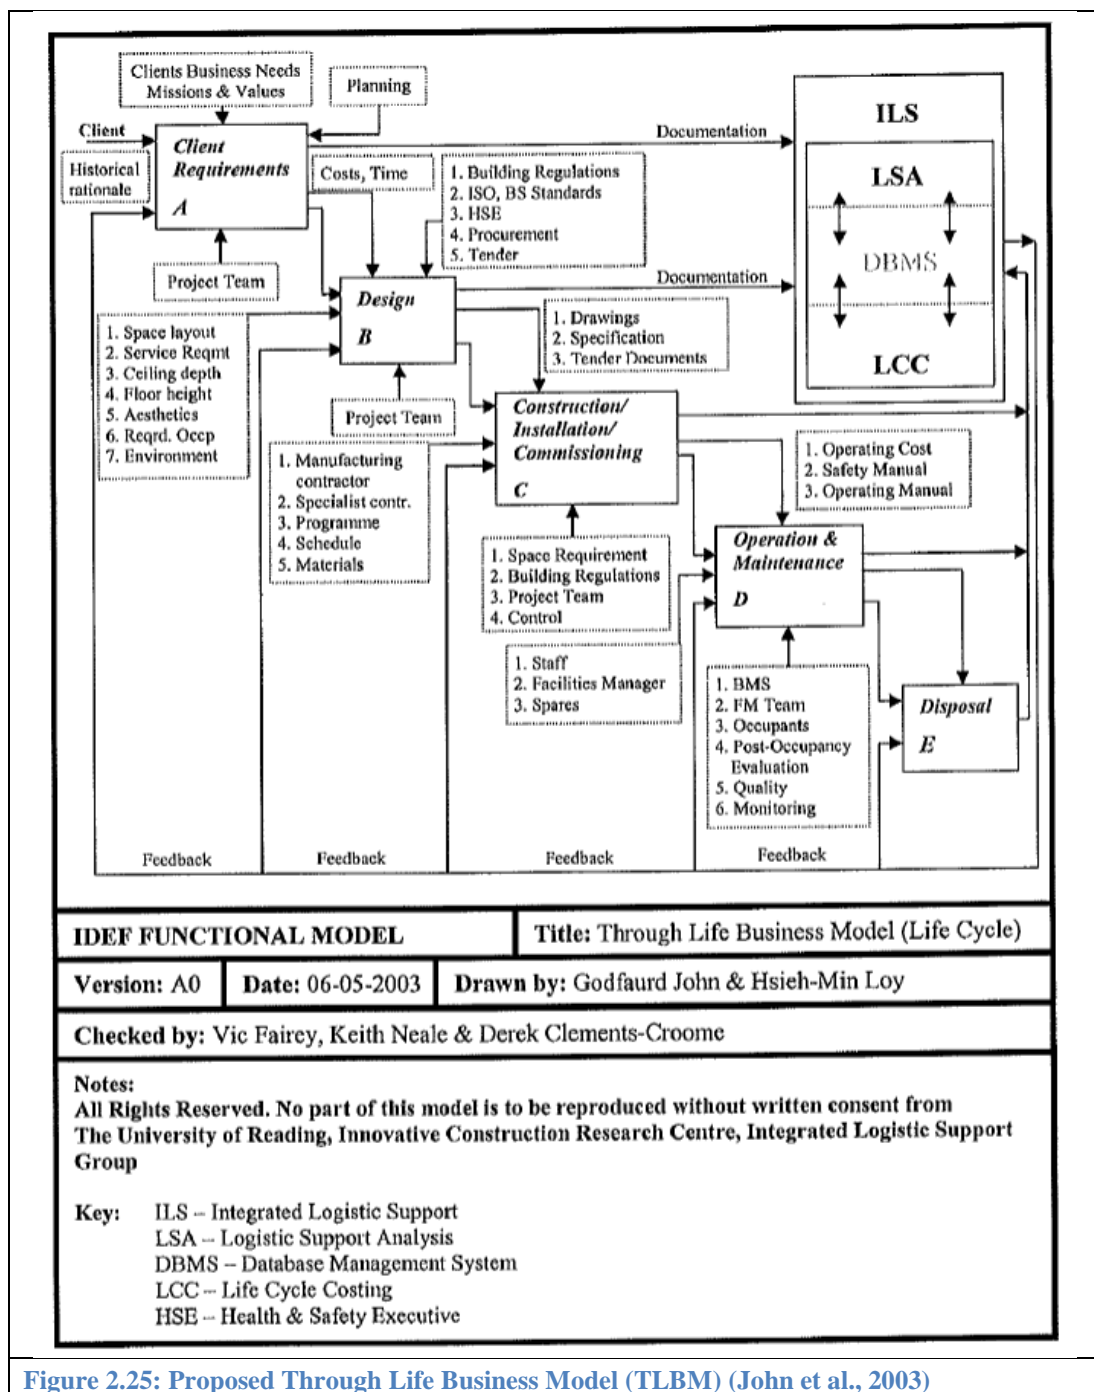 Clients Business Needs
Missions & Values
Planning
Client
Historical
rationale
Client
Requirements
A
Project Team
Costs, Time
1. Building Regulations
2. ISO, BS Standards
3. HSE
4. Procurement
5. Tender
Documentation
Documentation
ILS
LSA
DBMS
LCC
Design
B
Project Team
1. Space layout
2. Service Reqmt
3. Ceiling depth
4. Floor height
5. Aesthetics
6. Reqrd. Occp
7. Environment
1. Drawings
2. Specification
3. Tender Documents
Construction/
Installation/
Commissioning
C
1. Manufacturing
contractor
2. Specialist contr.
3. Programme
4. Schedule
5. Materials
1. Operating Cost
2. Safety Manual
3. Operating Manual
1. Space Requirement
2. Building Regulations
3. Project Team
4. Control
Operation &
Maintenance
D
1. Staff
2. Facilities Manager
3. Spares
1. BMS
2. FM Team
3. Occupants
4. Post-Occupancy
Evaluation
5. Quality
6. Monitoring
Disposal
E
Feedback
Feedback
Feedback
Feedback
IDEF FUNCTIONAL MODEL
Title: Through Life Business Model (Life Cycle)
Version: A0
Date: 06-05-2003
Drawn by: Godfaurd John & Hsieh-Min Loy
Checked by: Vic Fairey, Keith Neale & Derek Clements-Croome
Notes:
All Rights Reserved. No part of this model is to be reproduced without written consent from
The University of Reading, Innovative Construction Research Centre, Integrated Logistic Support
Group
Key:
ILS – Integrated Logistic Support
LSA – Logistic Support Analysis
DBMS – Database Management System
LCC – Life Cycle Costing
HSE – Health & Safety Executive
Figure 2.25: Proposed Through Life Business Model (TLBM) (John et al., 2003)